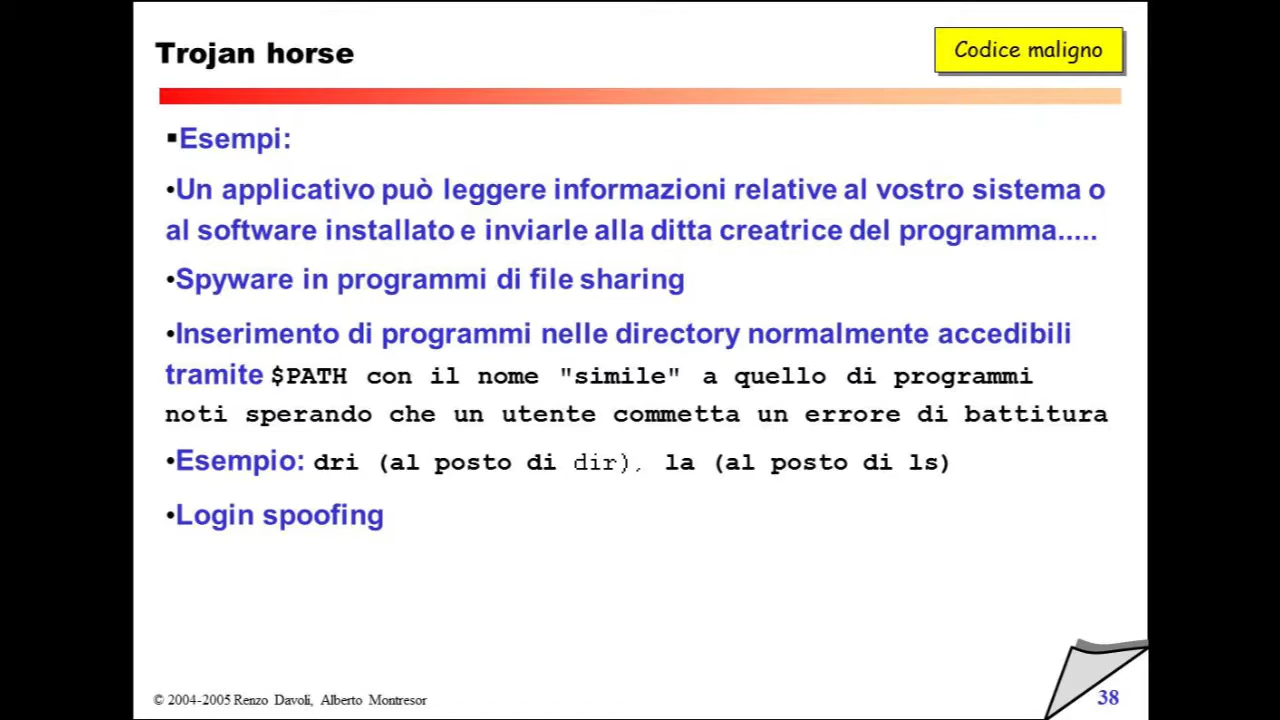 Trojan horse
Codice maligno
▪Esempi:
•Un applicativo può leggere informazioni relative al vostro sistema o
al software installato e inviarle alla ditta creatrice del programma.....
•Spyware in programmi di file sharing
•Inserimento di programmi nelle directory normalmente accedibili
tramite $PATH con il nome "simile" a quello di programmi
noti sperando che un utente commetta un errore di battitura
•Esempio: dri (al posto di dir), la (al posto di ls)
•Login spoofing
© 2004-2005 Renzo Davoli, Alberto Montresor
38